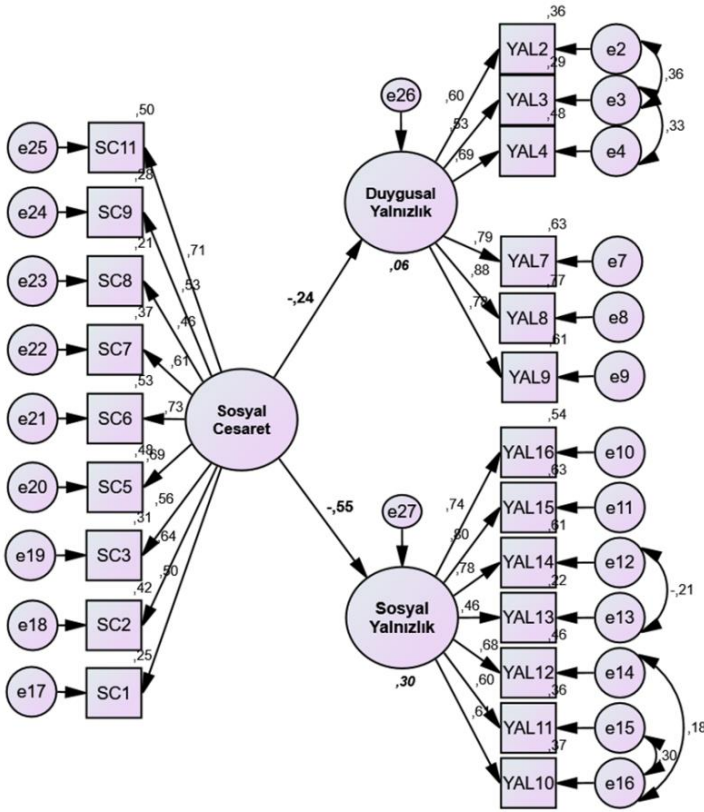 ,50
e25
SC11
,28
e24
SC9
,21
e23
SC8
,37
e22
SC7
,53
e21
SC6
,48
e20
SC5
,31
e19
SC3
,42
e18
SC2
,25
e17
SC1
,71
,53
,46
,61
,73
,69
,56
,64
,50
Sosyal
Cesaret
-,24
-,55
e26
Duygusal
Yalnızlık
,06
,60
,53
,69
,79
,88
,36
YAL2
e2
,29
YAL3
e3
,48
YAL4
e4
,36
,33
,63
YAL7
e7
,77
YAL8
e8
,61
YAL9
e9
e27
Sosyal
Yalnızlık
,30
,74
,80
,78
,46
,68
,60
,54
YAL16
e10
,63
YAL15
e11
,61
YAL14
e12
,22
YAL13
e13
,46
YAL12
e14
,36
YAL11
e15
,37
YAL10
e16
-,21
,18
,30